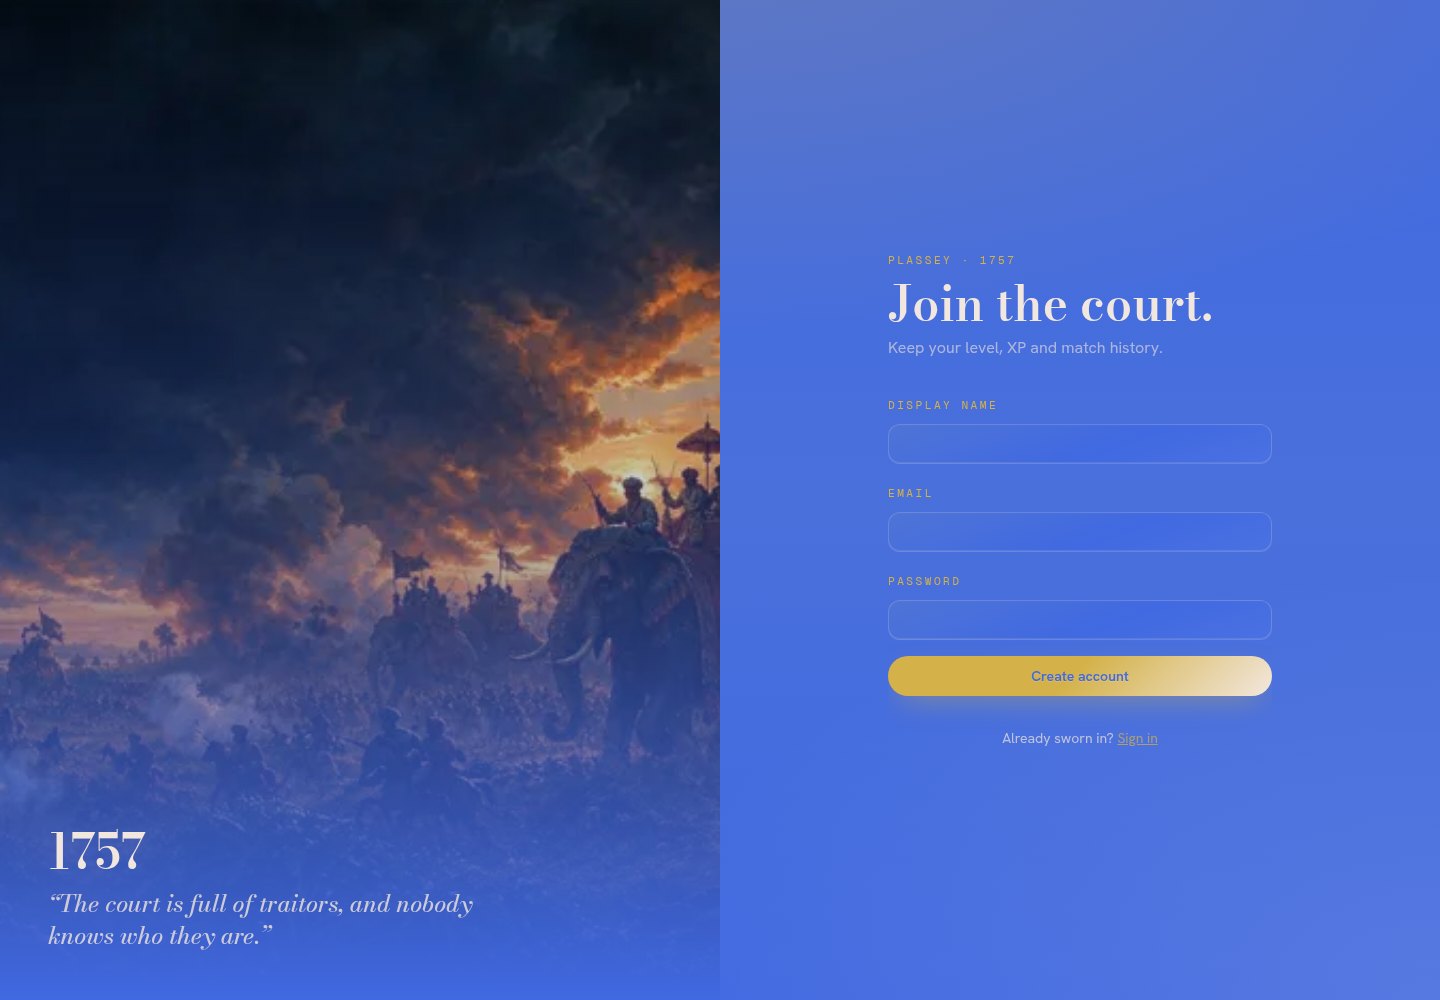 1757
“The court is full of traitors, and nobody
knows who they are.”
PLASSEY · 1757
Join the court.
Keep your level, XP and match history.
DISPLAY NAME
EMAIL
PASSWORD
Create account
Already sworn in? Sign in